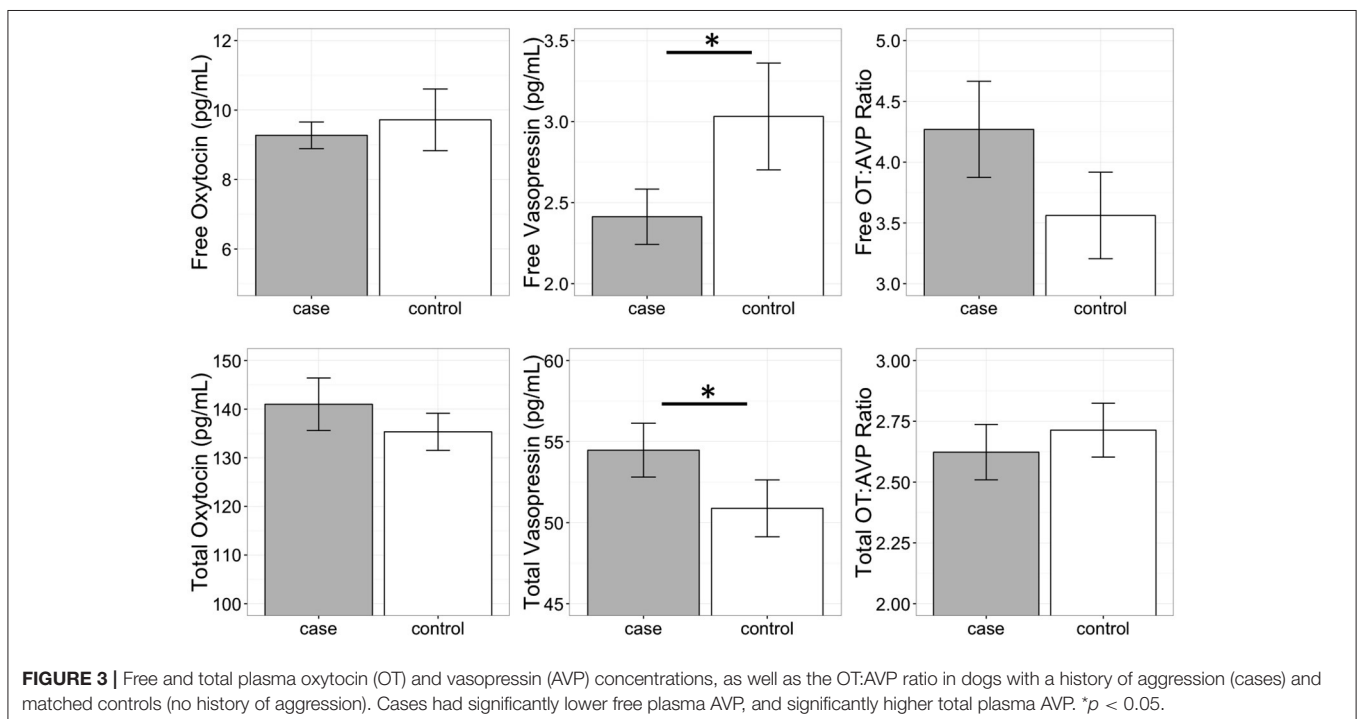 Free Oxytocin (pg/mL)
12
10
8
6
case control
Free Vasopressin (pg/mL)
3.5
3.0
2.5
2.0
*
case control
Free OT:AVP Ratio
5.0
4.5
4.0
3.5
3.0
case control
Total Oxytocin (pg/mL)
150
140
130
120
110
100
case control
Total Vasopressin (pg/mL)
60
55
50
45
*
case control
Total OT:AVP Ratio
3.00
2.75
2.50
2.25
2.00
case control
FIGURE 3 | Free and total plasma oxytocin (OT) and vasopressin (AVP) concentrations, as well as the OT:AVP ratio in dogs with a history of aggression (cases) and
matched controls (no history of aggression). Cases had significantly lower free plasma AVP, and significantly higher total plasma AVP. *p < 0.05.